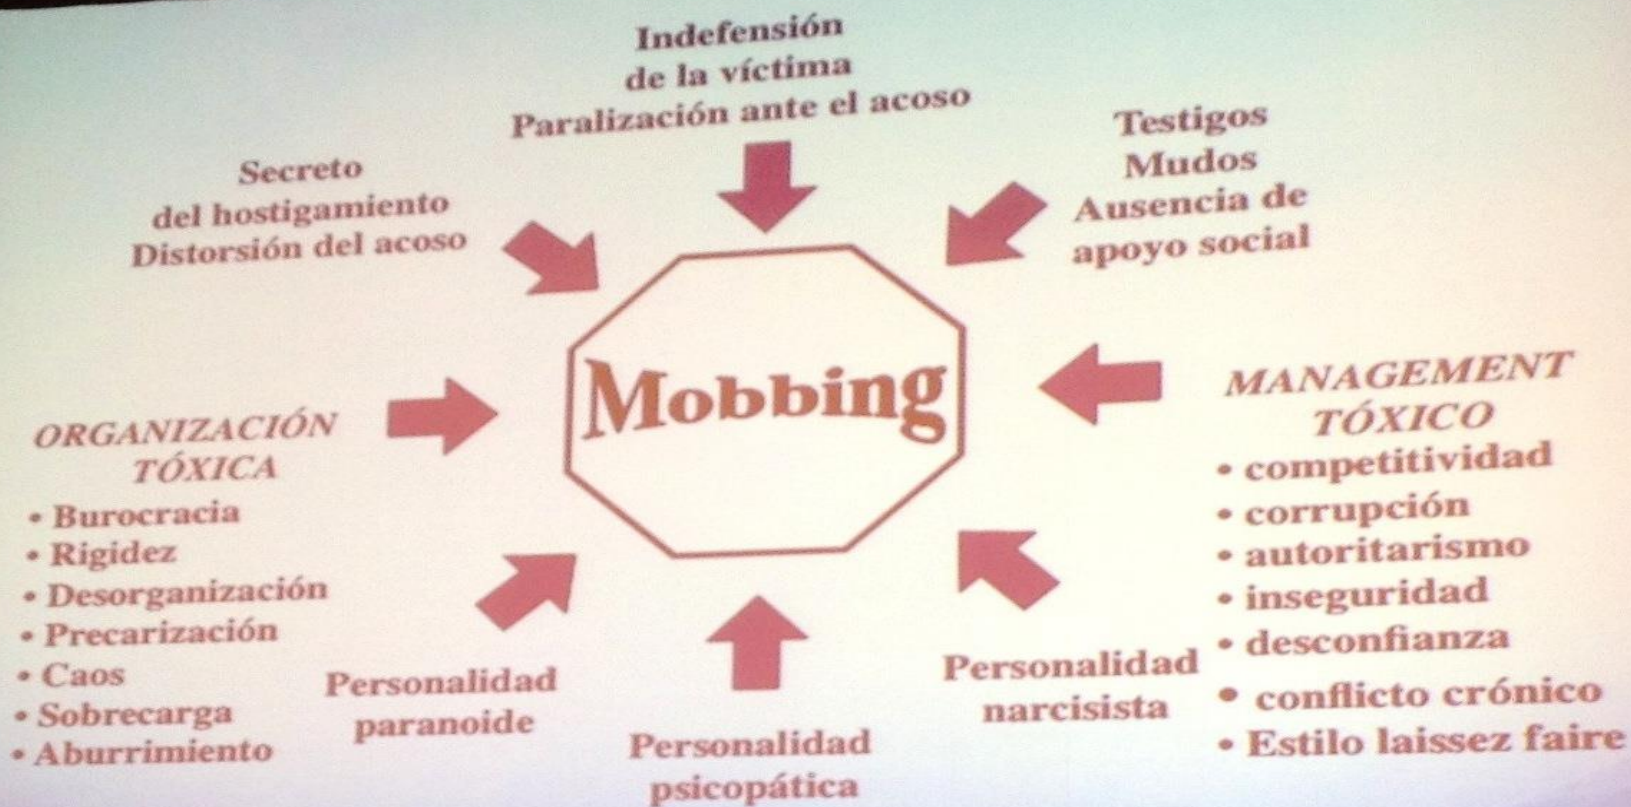 Indefensión
de la víctima
Paralización ante el acoso
Testigos
Mudos
Ausencia de
apoyo social
Secreto
del hostigamiento
Distorsión del acoso
Mobbing
ORGANIZACIÓN
TÓXICA
• Burocracia
• Rigidez
• Desorganización
• Precarización
• Caos
• Sobrecarga
• Aburrimiento
MANAGEMENT
TÓXICO
• competitividad
• corrupción
• autoritarismo
• inseguridad
• desconfianza
• conflicto crónico
• Estilo laissez faire
Personalidad
paranoide
Personalidad
psicopática
Personalidad
narcisista